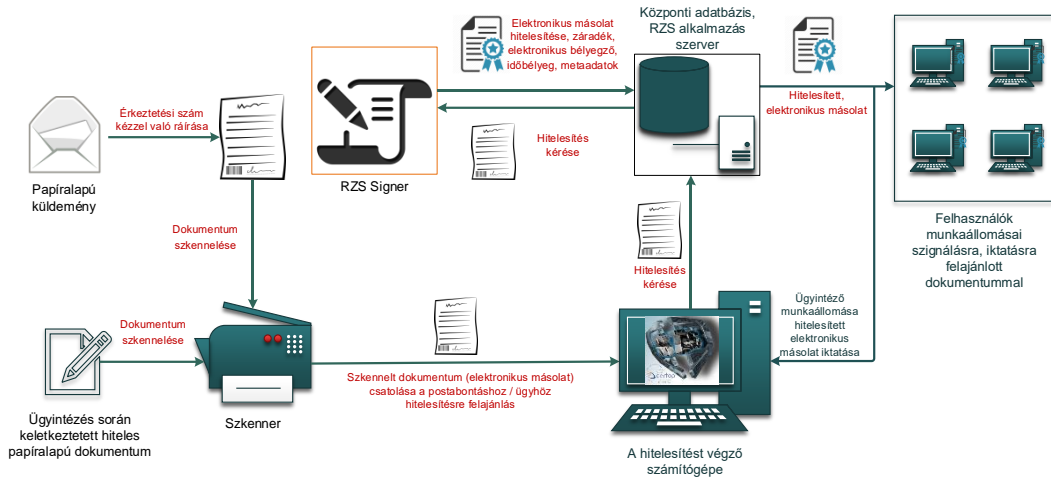 Elektronikus másolat
hitelesítése, záradék,
elektronikus bélyegző,
időbélyeg, metaadatok
Központi adatbázis,
RZS alkalmazás
szerver
Érkeztetési szám
kézzel való ráírása
Hitelesítés
kérése
Hitelesített,
elektronikus másolat
Papíralapú
küldemény
RZS Signer
Felhasználók
munkaállomásai
szignálásra, iktatásra
felajánlott
dokumentummal
Dokumentum
szkennelése
Hitelesítés
kérése
Dokumentum
szkennelése
Ügyintéző
munkaállomása
hitelesített
elektronikus
másolat iktatása
Szkennelt dokumentum (elektronikus másolat)
csatolása a postabontáshoz / ügyhöz
hitelesítésre felajánlás
Ügyintézés során
keletkeztetett hiteles
papíralapú dokumentum
Szkenner
A hitelesítést végző
számítógépe